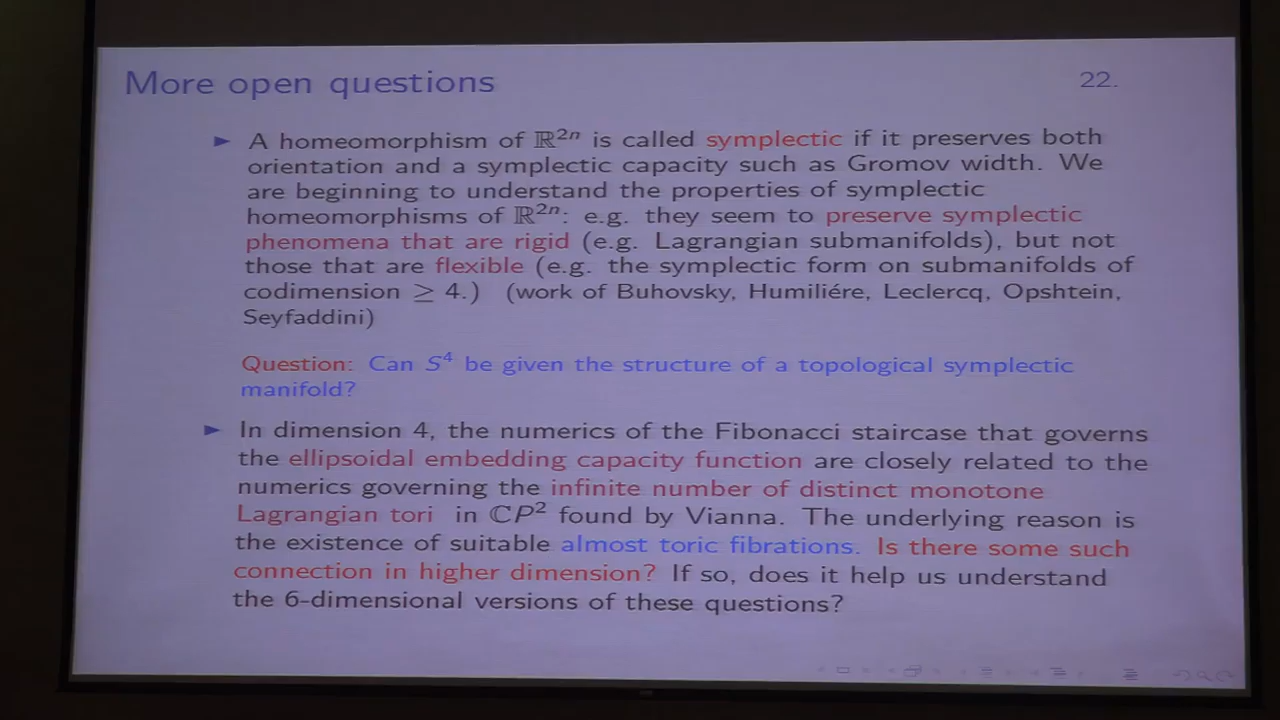 More open questions 22.
► A homeomorphism of ℝ²ⁿ is called symplectic if it preserves both
orientation and a symplectic capacity such as Gromov width. We
are beginning to understand the properties of symplectic
homeomorphisms of ℝ²ⁿ: e.g. they seem to preserve symplectic
phenomena that are rigid (e.g. Lagrangian submanifolds), but not
those that are flexible (e.g. the symplectic form on submanifolds of
codimension ≥ 4.) (work of Buhovsky, Humiliére, Leclercq, Opshtein,
Seyfaddini)
Question: Can S⁴ be given the structure of a topological symplectic
manifold?
► In dimension 4, the numerics of the Fibonacci staircase that governs
the ellipsoidal embedding capacity function are closely related to the
numerics governing the infinite number of distinct monotone
Lagrangian tori in ℂP² found by Vianna. The underlying reason is
the existence of suitable almost toric fibrations. Is there some such
connection in higher dimension? If so, does it help us understand
the 6-dimensional versions of these questions?